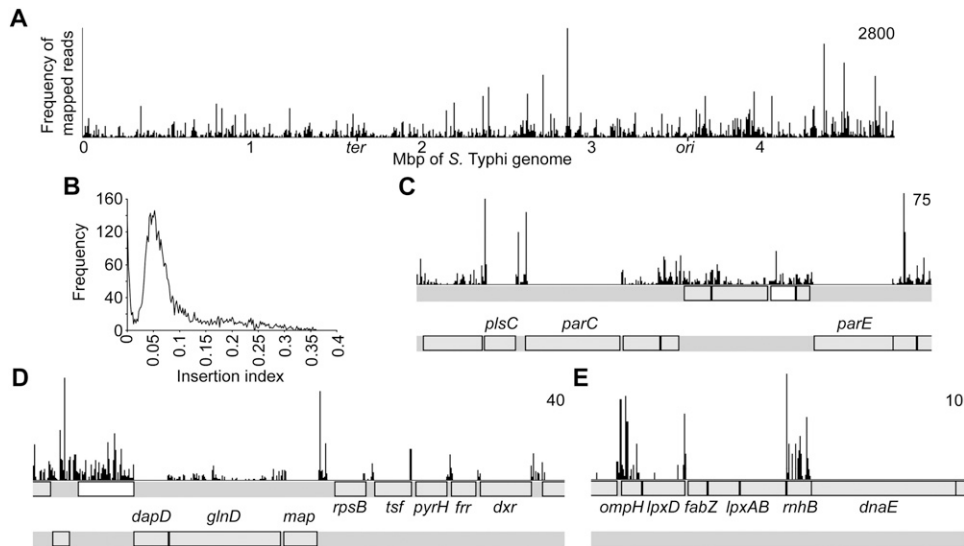 A
Frequency of
mapped reads
2800
0 1 ter 2 3 ori 4
Mbp of S. Typhi genome
B
Frequency
160
120
80
40
0
0 0.05 0.1 0.15 0.2 0.25 0.3 0.35 0.4
Insertion index
C
75
plsC parC parE
D
40
rpsB tsf pyrH frr dxr
dapD glnD map
E
10
ompH lpxD fabZ lpxAB rnhB dnaE